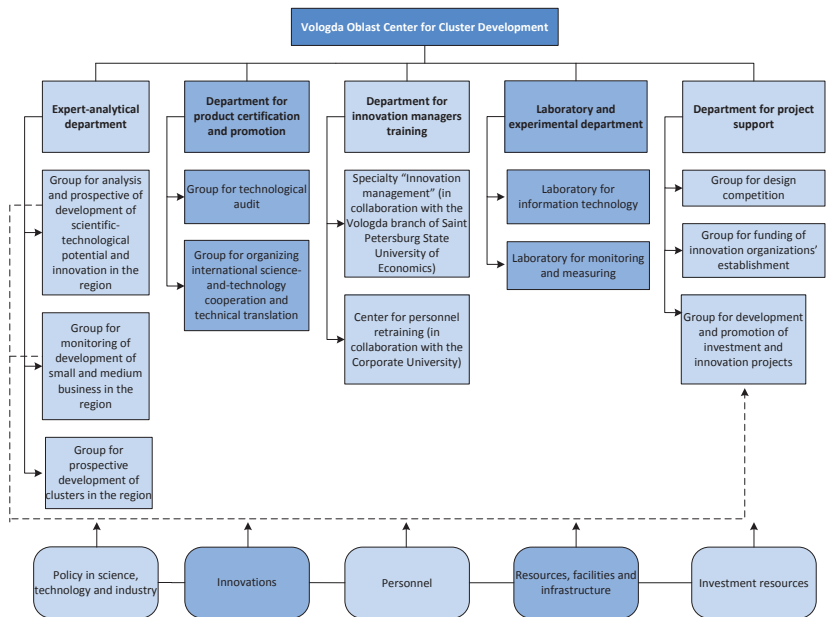 Vologda Oblast Center for Cluster Development
Expert-analytical
department
Department for
product certification
and promotion
Department for
innovation managers
training
Laboratory and
experimental department
Department for project
support
Group for analysis
and prospective of
development of
scientific-
technological
potential and
innovation in the
region
Group for
monitoring of
development of
small and medium
business in the
region
Group for
prospective
development of
clusters in the region
Group for technological
audit
Group for organizing
international science-
and-technology
cooperation and
technical translation
Specialty “Innovation
management” (in
collaboration with the
Vologda branch of Saint
Petersburg State
University of
Economics)
Center for personnel
retraining (in
collaboration with the
Corporate University)
Laboratory for
information technology
Laboratory for monitoring
and measuring
Group for design
competition
Group for funding of
innovation organizations’
establishment
Group for development
and promotion of
investment and
innovation projects
Policy in science,
technology and industry
Innovations
Personnel
Resources, facilities and
infrastructure
Investment resources